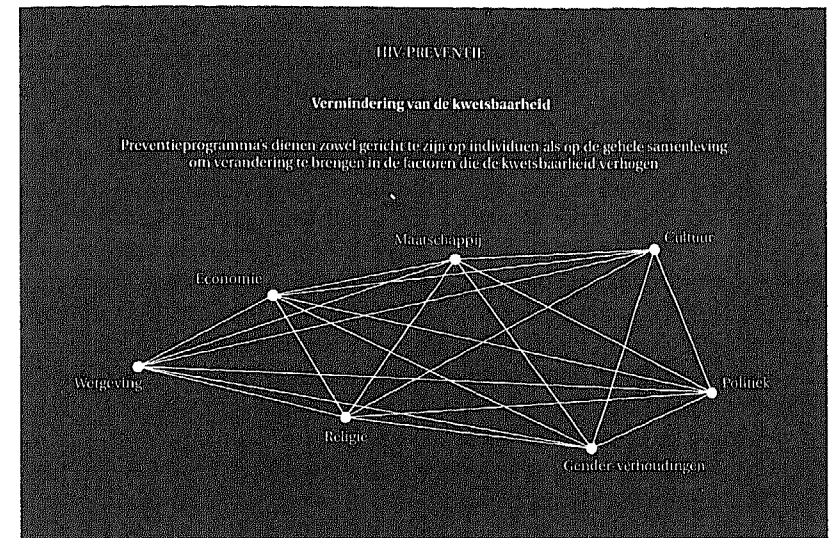 HIV-PREVENTIE
Vermindering van de kwetsbaarheid
Preventieprogramma's dienen zowel gericht te zijn op individuen als op de gehele samenleving
om verandering te brengen in de factoren die de kwetsbaarheid verhogen
Maatschappij
Cultuur
Economie
Wetgeving
Politiek
Religie
Gender-verhoudingen